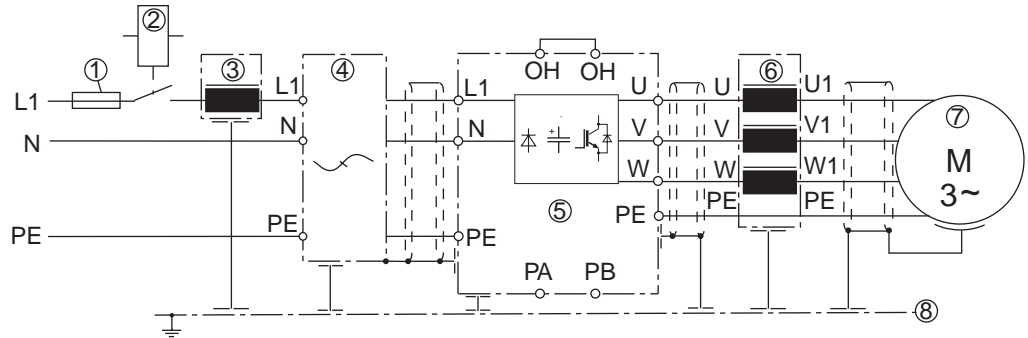 ②
① ③ ④ OH OH ⑥
L1 L1 L1 U U U1 ⑦
N N N V V V1 M
W W W1 3~
PE PE PE
⑤
PE PE PE
PA PB
⑧